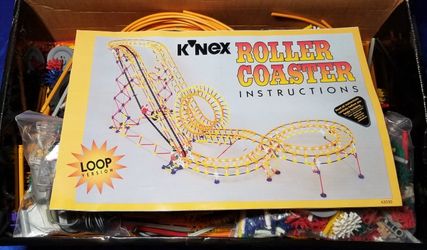 K'NEX ROLLER
COASTER
INSTRUCTIONS
LOOP
VERSION